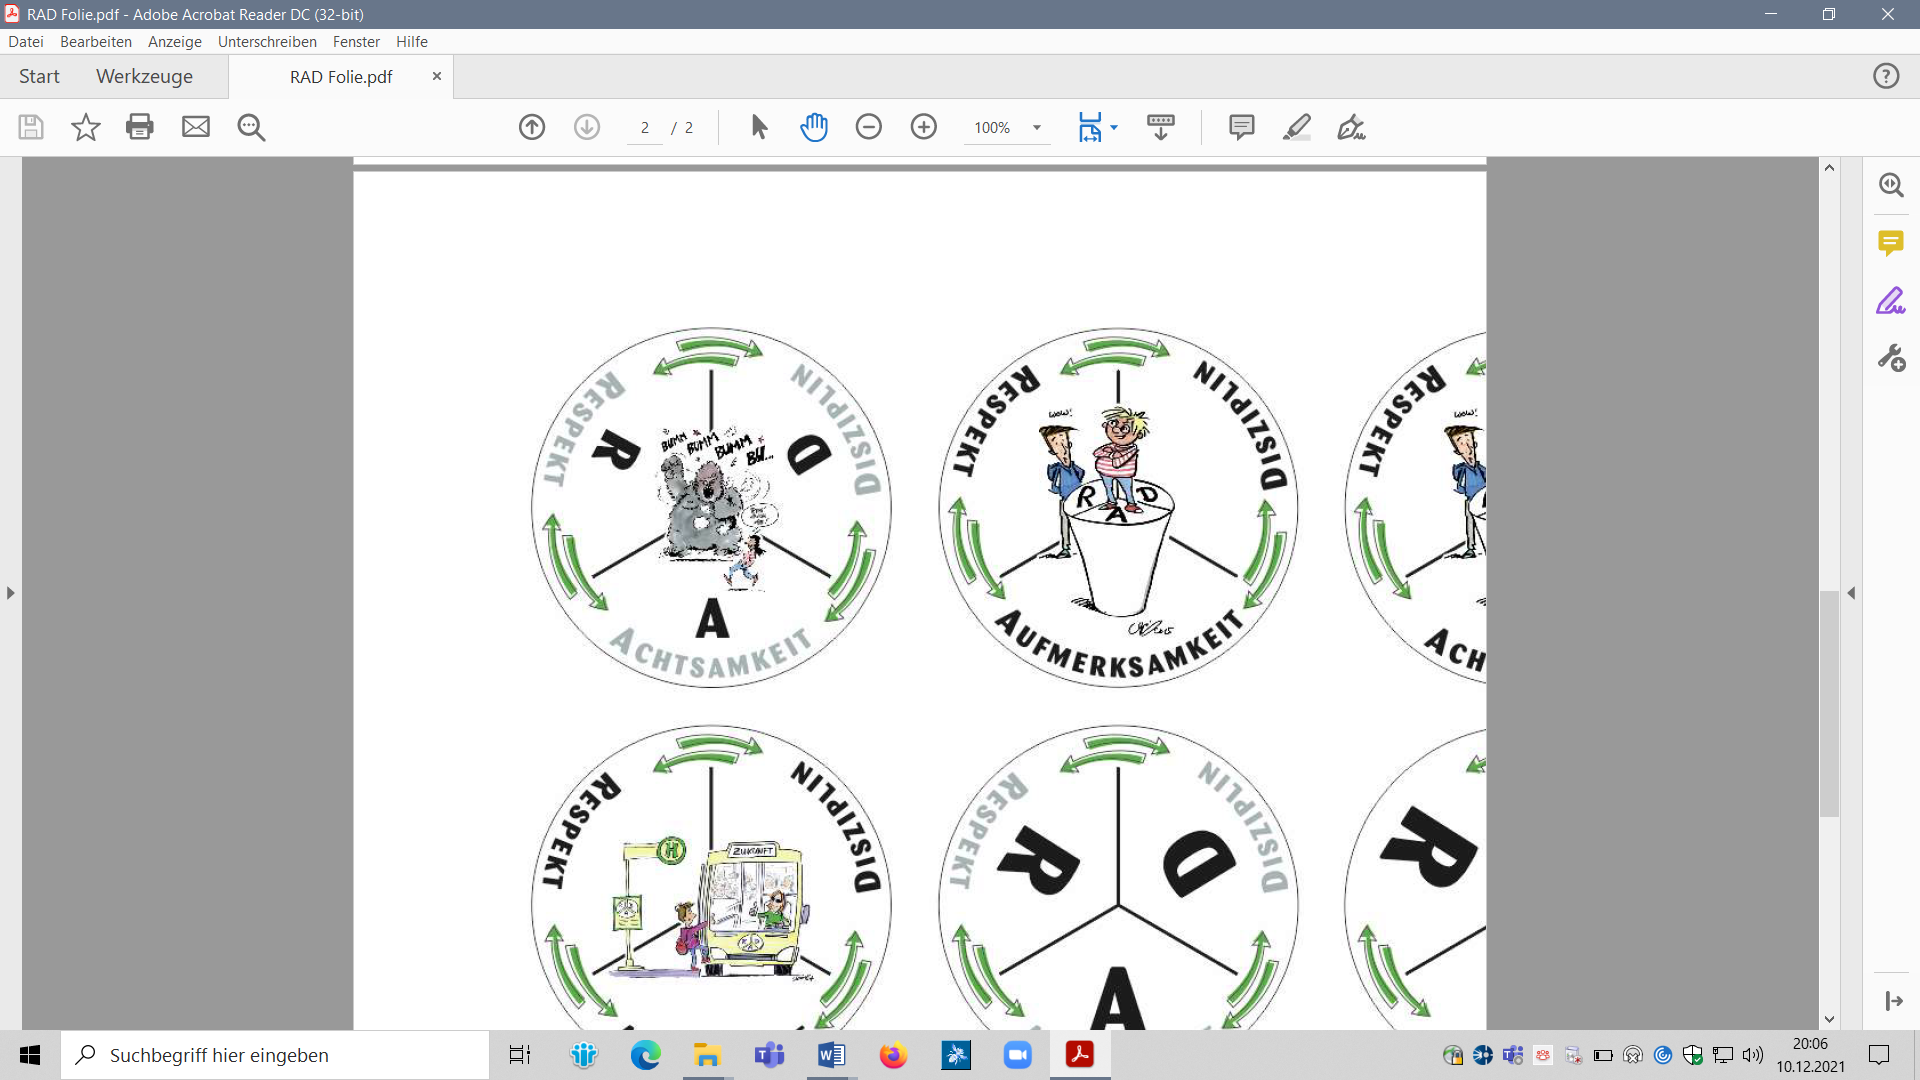 RAD Folie.pdf - Adobe Acrobat Reader DC (32-bit)
Datei Bearbeiten Anzeige Unterschreiben Fenster Hilfe
Start Werkzeuge RAD Folie.pdf
2 / 2 100%
RESPEKT DISZIPLIN
R D
BUMM BUMM BUMM BU...
A
ACHTSAMKEIT
RESPEKT DISZIPLIN
WOW!
R A D
AUFMERKSAMKEIT
RESPEKT
WOW!
ACH
RESPEKT DISZIPLIN
H
ZUKUNFT
RESPEKT DISZIPLIN
R D
A
R
Suchbegriff hier eingeben
20:06
10.12.2021